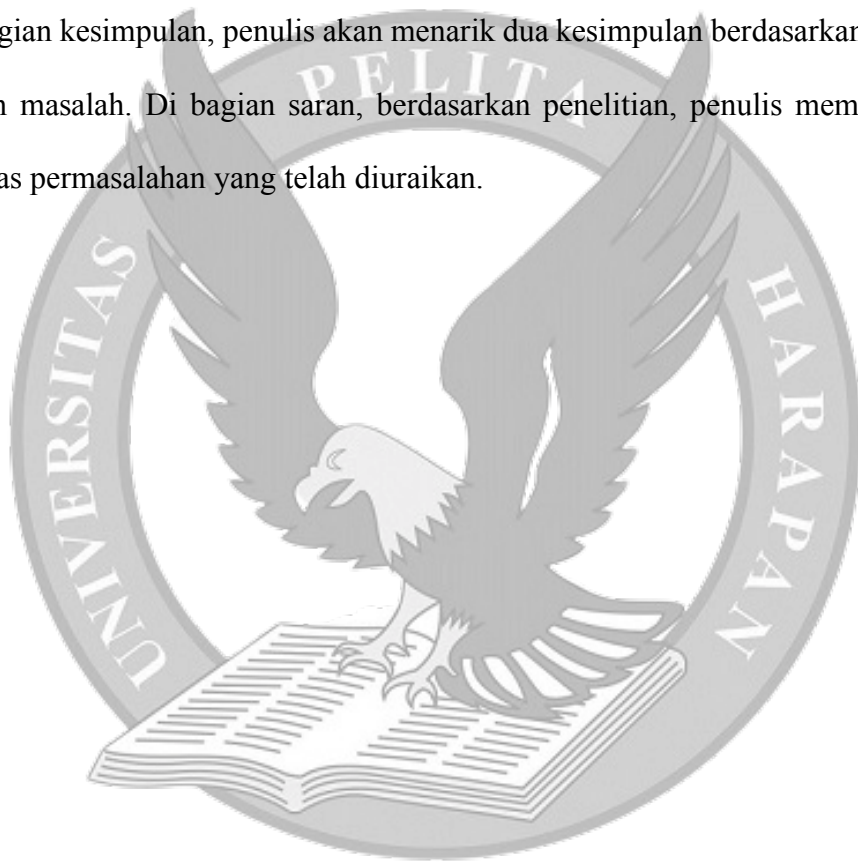 gian kesimpulan, penulis akan menarik dua kesimpulan berdasarkan
n masalah. Di bagian saran, berdasarkan penelitian, penulis mem
as permasalahan yang telah diuraikan.
UNIVERSITAS PELITA HARAPAN